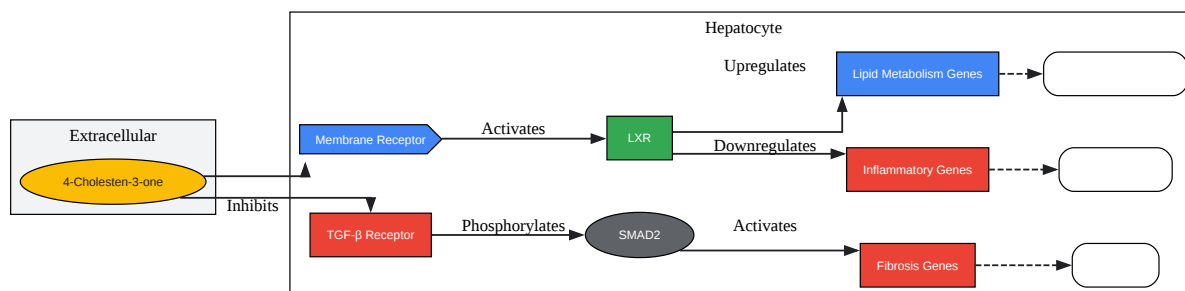 Hepatocyte
Upregulates
Lipid Metabolism Genes
Extracellular
Membrane Receptor
Activates
LXR
Downregulates
Inflammatory Genes
4-Cholesten-3-one
Inhibits
TGF-β Receptor
Phosphorylates
SMAD2
Activates
Fibrosis Genes